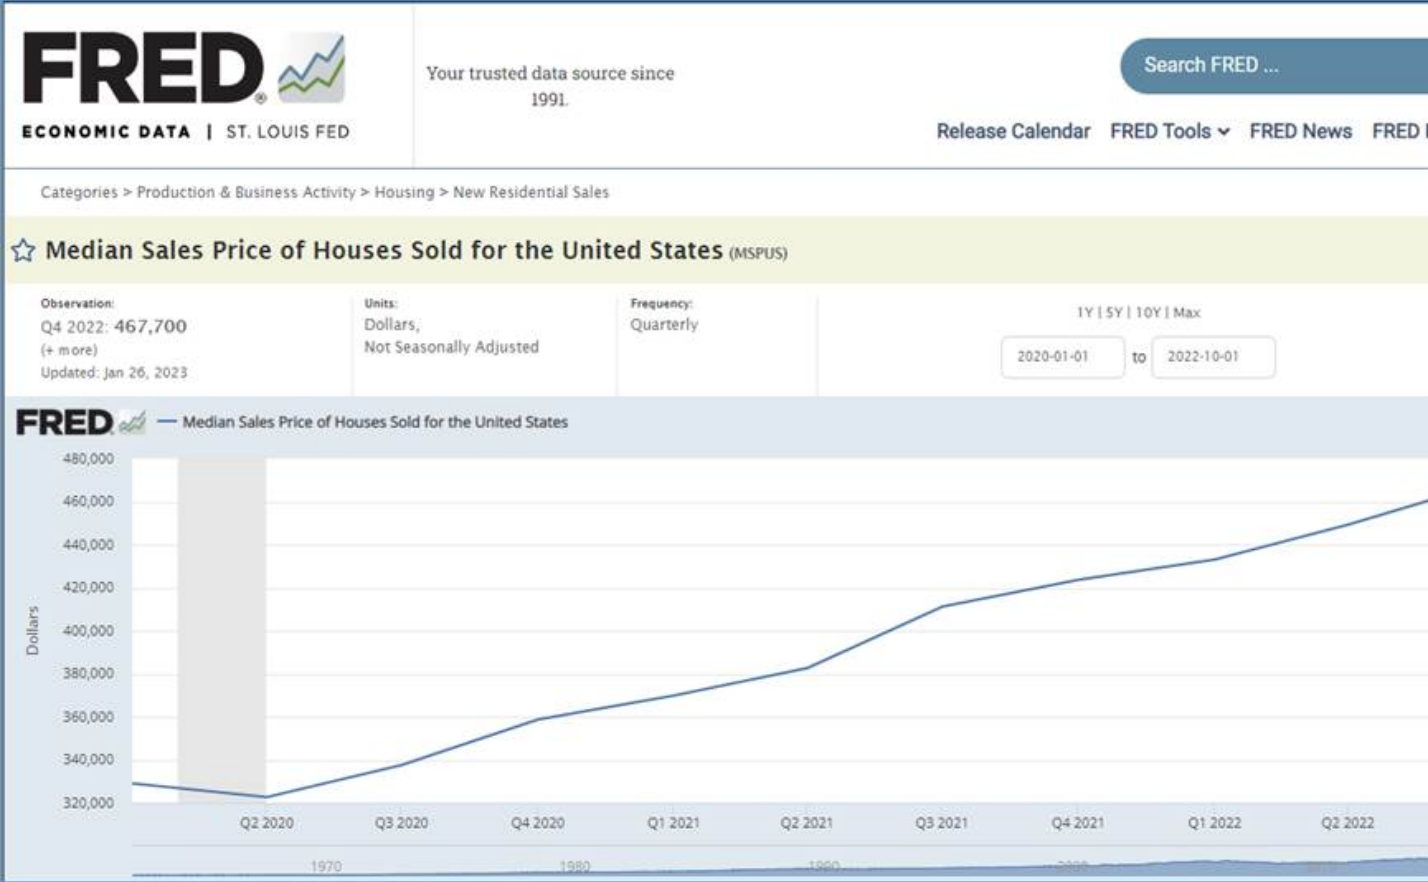 FRED®
Your trusted data source since
1991.
Search FRED ...
ECONOMIC DATA | ST. LOUIS FED
Release Calendar FRED Tools FRED News FRED
Categories > Production & Business Activity > Housing > New Residential Sales
Median Sales Price of Houses Sold for the United States (MSPUS)
Observation:
Q4 2022: 467,700
(+ more)
Updated: Jan 26, 2023
Units:
Dollars,
Not Seasonally Adjusted
Frequency:
Quarterly
1Y | 5Y | 10Y | Max
2020-01-01 to 2022-10-01
FRED — Median Sales Price of Houses Sold for the United States
480,000
460,000
440,000
420,000
400,000
380,000
360,000
340,000
320,000
Dollars
Q2 2020 Q3 2020 Q4 2020 Q1 2021 Q2 2021 Q3 2021 Q4 2021 Q1 2022 Q2 2022
1970 1980 1990 2000 2010